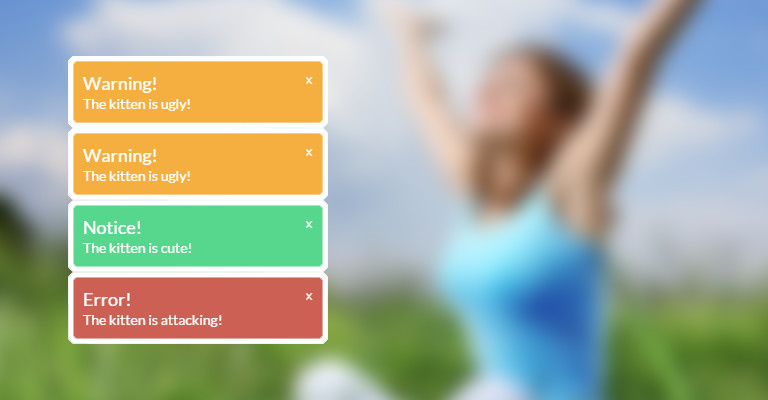 Warning!
x
The kitten is ugly!
Warning!
x
The kitten is ugly!
Notice!
x
The kitten is cute!
Error!
x
The kitten is attacking!